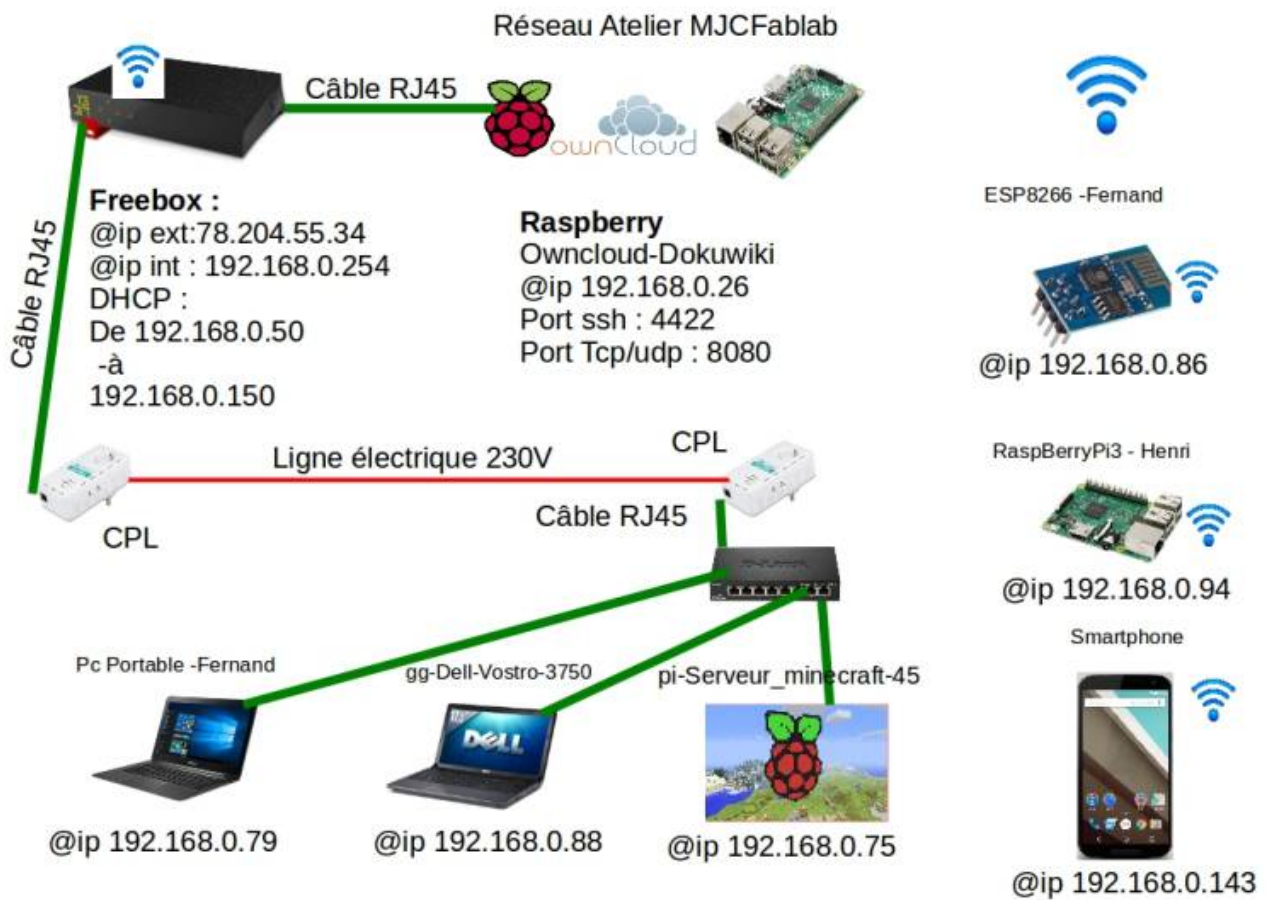 Réseau Atelier MJCFablab
Câble RJ45
ownCloud
Câble RJ45
Freebox :
@ip ext:78.204.55.34
@ip int : 192.168.0.254
DHCP :
De 192.168.0.50
-à
192.168.0.150
Raspberry
Owncloud-Dokuwiki
@ip 192.168.0.26
Port ssh : 4422
Port Tcp/udp : 8080
ESP8266 -Fernand
@ip 192.168.0.86
CPL
Ligne électrique 230V
CPL
Câble RJ45
RaspBerryPi3 - Henri
@ip 192.168.0.94
Pc Portable -Fernand
@ip 192.168.0.79
gg-Dell-Vostro-3750
DELL
@ip 192.168.0.88
pi-Serveur_minecraft-45
@ip 192.168.0.75
Smartphone
@ip 192.168.0.143